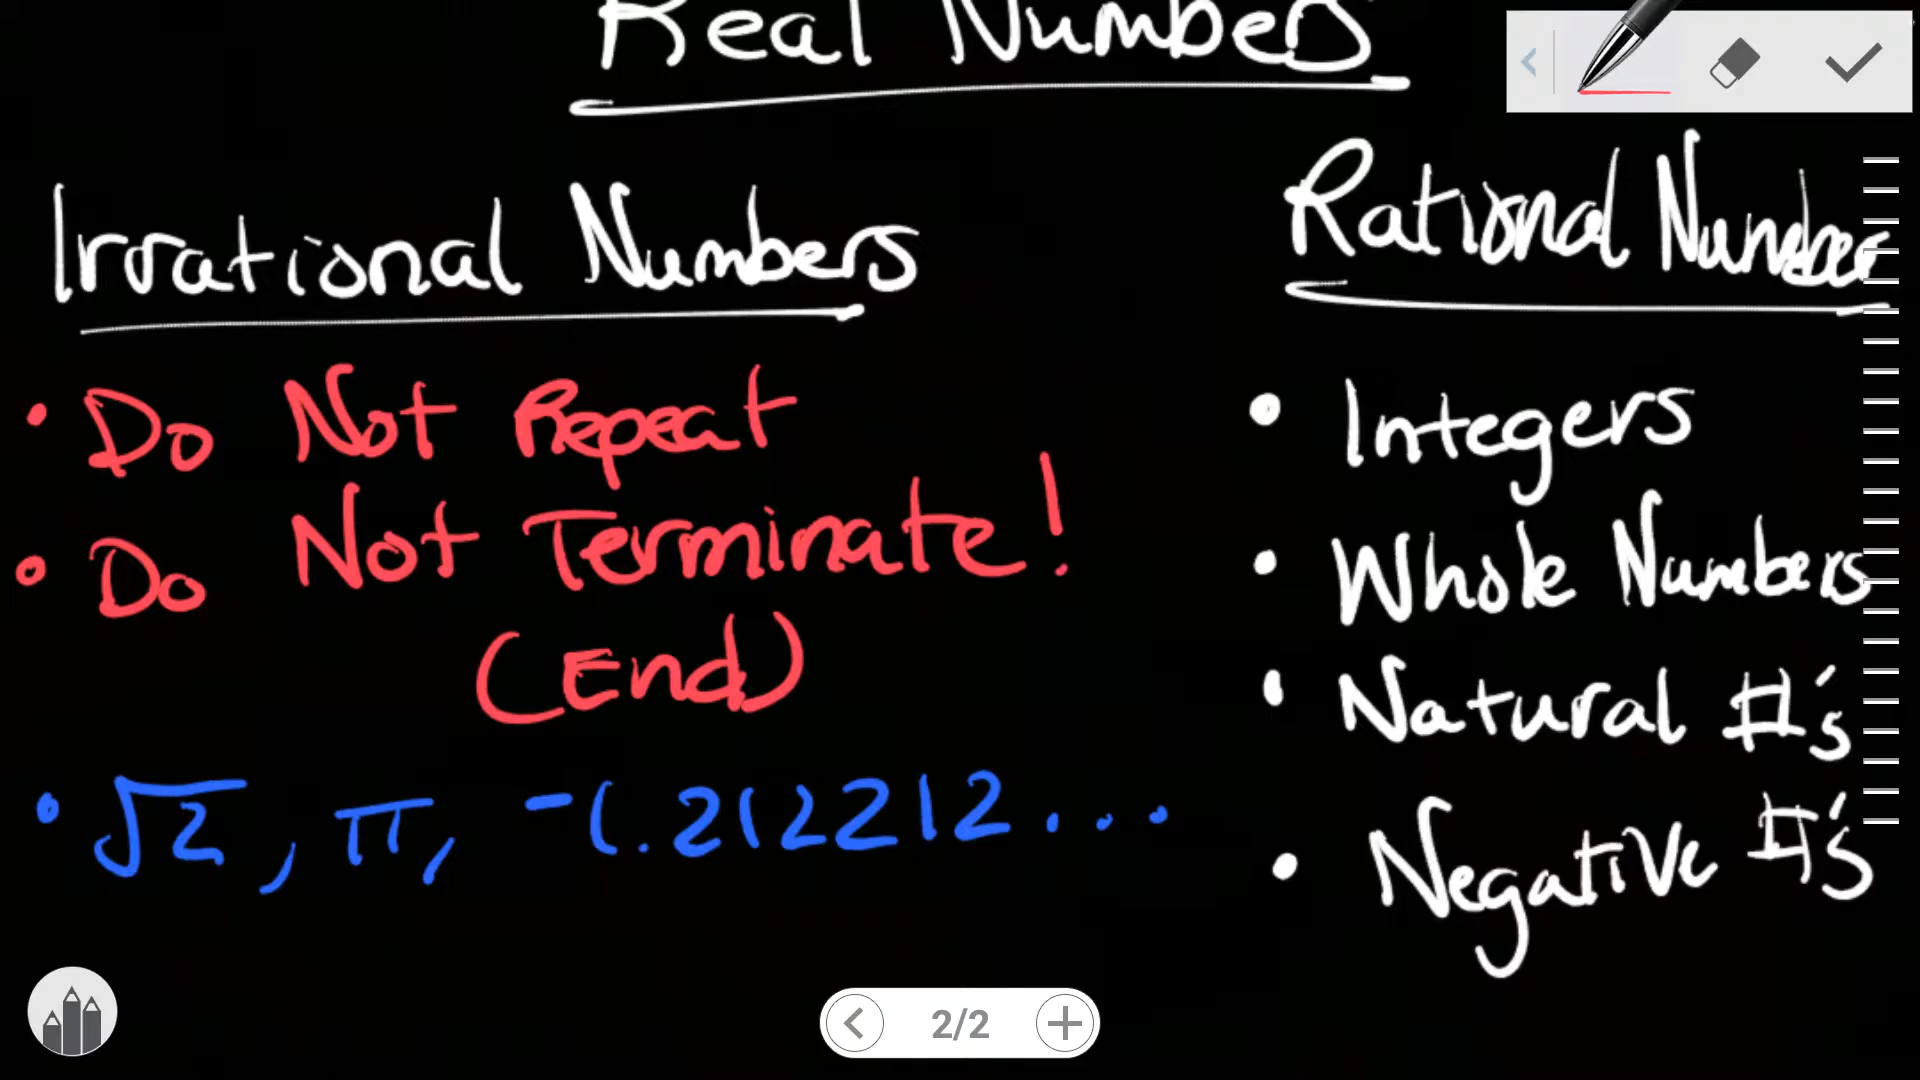 Real Numbers
Irrational Numbers
• Do Not Repeat
• Do Not Terminate!
(End)
• √2, π, -1.212212...
Rational Number
• Integers
• Whole Numbers
• Natural #'s
• Negative #'s
2/2